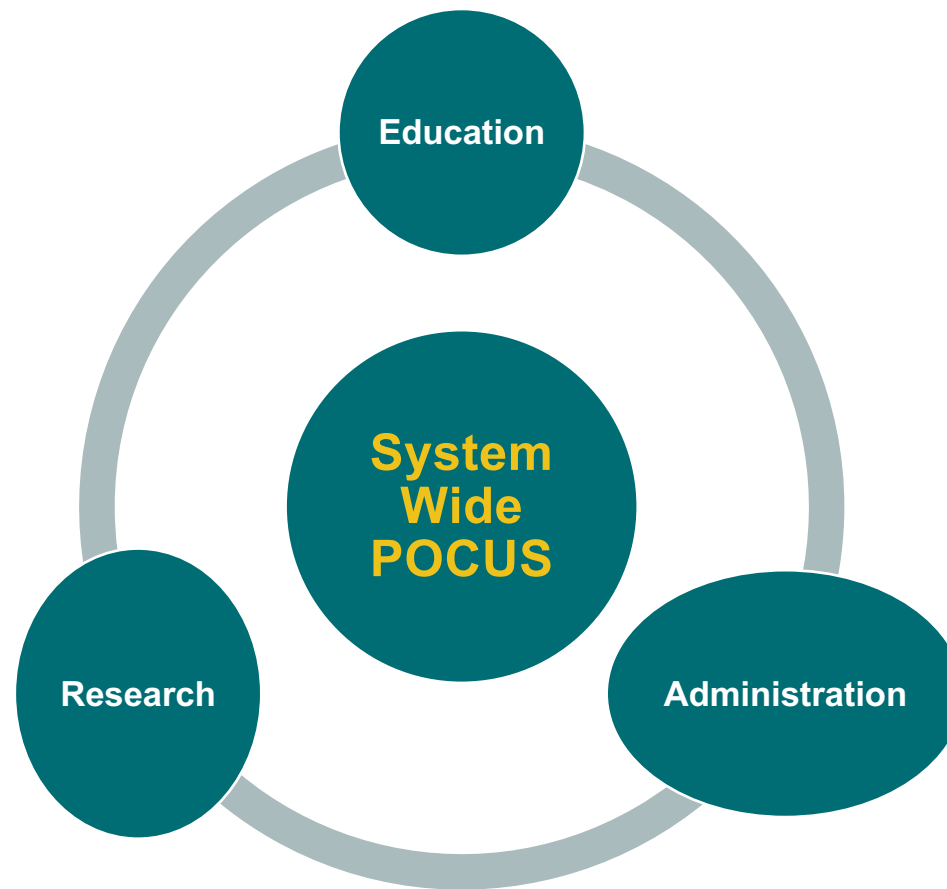 Education
System
Wide
POCUS
Research
Administration